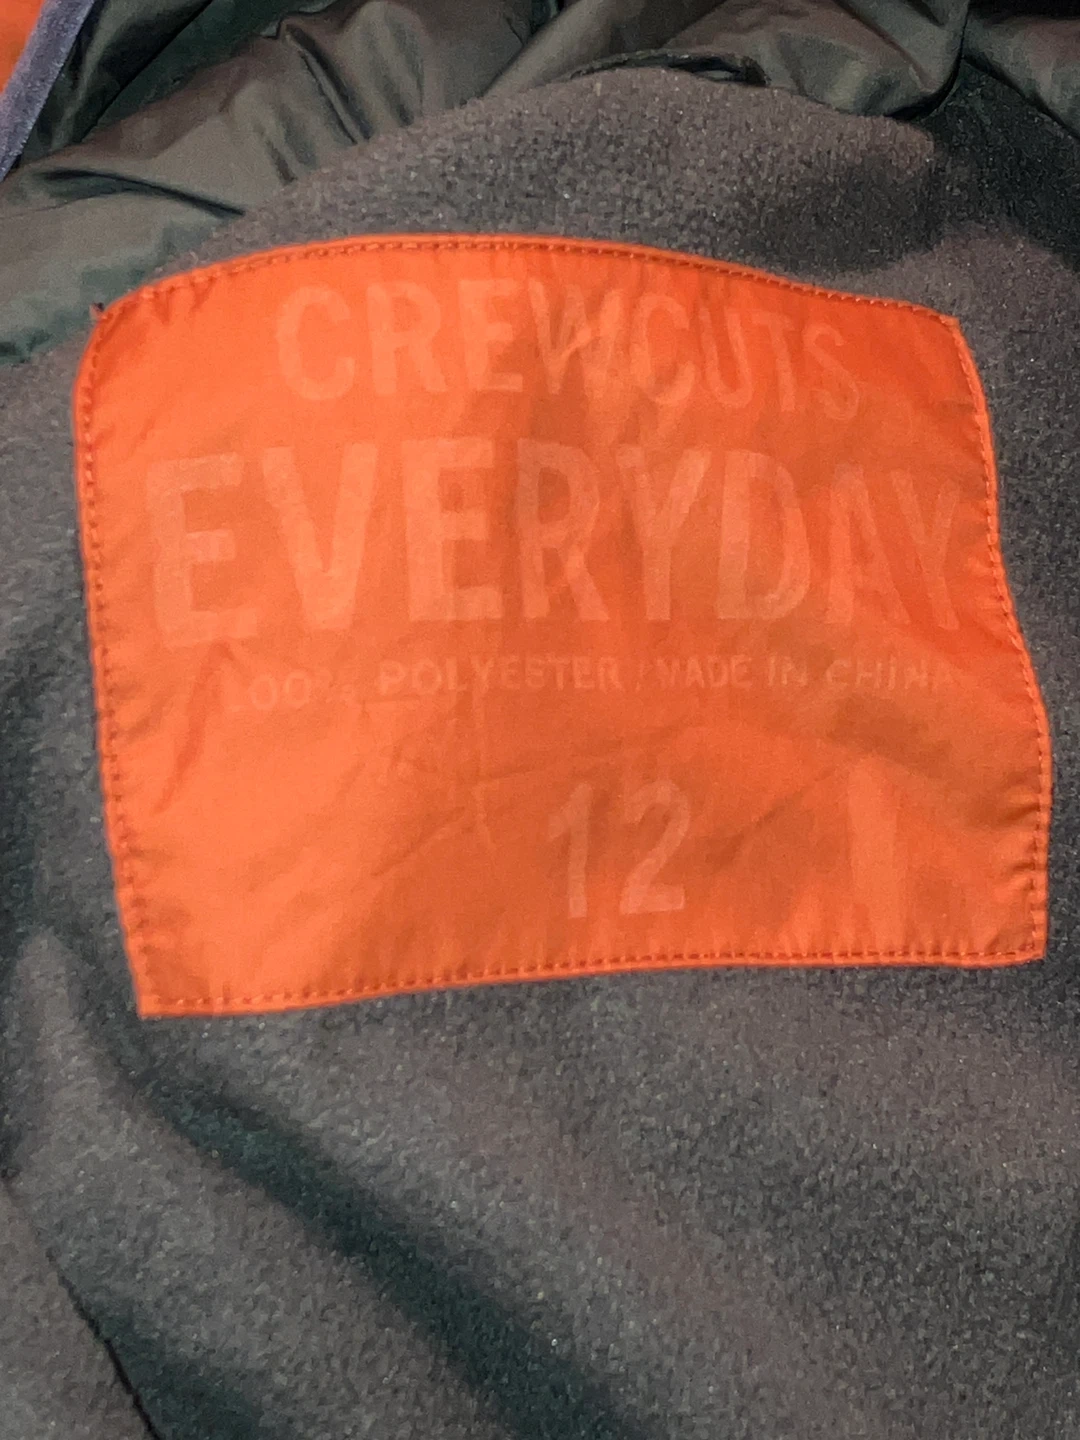 CREWCUTS
EVERYDAY
100% POLYESTER / MADE IN CHINA
12